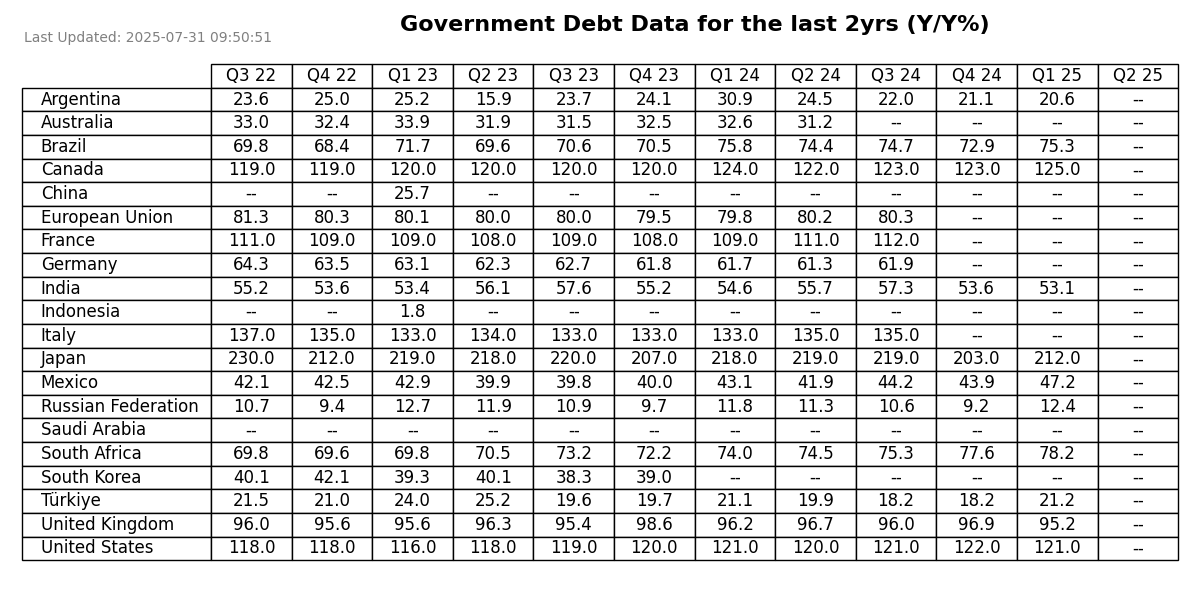 Government Debt Data for the last 2yrs (Y/Y%)
Last Updated: 2025-07-31 09:50:51
Q3 22 Q4 22 Q1 23 Q2 23 Q3 23 Q4 23 Q1 24 Q2 24 Q3 24 Q4 24 Q1 25 Q2 25
Argentina 23.6 25.0 25.2 15.9 23.7 24.1 30.9 24.5 22.0 21.1 20.6 --
Australia 33.0 32.4 33.9 31.9 31.5 32.5 32.6 31.2 -- -- -- --
Brazil 69.8 68.4 71.7 69.6 70.6 70.5 75.8 74.4 74.7 72.9 75.3 --
Canada 119.0 119.0 120.0 120.0 120.0 120.0 124.0 122.0 123.0 123.0 125.0 --
China -- -- 25.7 -- -- -- -- -- -- -- -- --
European Union 81.3 80.3 80.1 80.0 80.0 79.5 79.8 80.2 80.3 -- -- --
France 111.0 109.0 109.0 108.0 109.0 108.0 109.0 111.0 112.0 -- -- --
Germany 64.3 63.5 63.1 62.3 62.7 61.8 61.7 61.3 61.9 -- -- --
India 55.2 53.6 53.4 56.1 57.6 55.2 54.6 55.7 57.3 53.6 53.1 --
Indonesia -- -- 1.8 -- -- -- -- -- -- -- -- --
Italy 137.0 135.0 133.0 134.0 133.0 133.0 133.0 135.0 135.0 -- -- --
Japan 230.0 212.0 219.0 218.0 220.0 207.0 218.0 219.0 219.0 203.0 212.0 --
Mexico 42.1 42.5 42.9 39.9 39.8 40.0 43.1 41.9 44.2 43.9 47.2 --
Russian Federation 10.7 9.4 12.7 11.9 10.9 9.7 11.8 11.3 10.6 9.2 12.4 --
Saudi Arabia -- -- -- -- -- -- -- -- -- -- -- --
South Africa 69.8 69.6 69.8 70.5 73.2 72.2 74.0 74.5 75.3 77.6 78.2 --
South Korea 40.1 42.1 39.3 40.1 38.3 39.0 -- -- -- -- -- --
Türkiye 21.5 21.0 24.0 25.2 19.6 19.7 21.1 19.9 18.2 18.2 21.2 --
United Kingdom 96.0 95.6 95.6 96.3 95.4 98.6 96.2 96.7 96.0 96.9 95.2 --
United States 118.0 118.0 116.0 118.0 119.0 120.0 121.0 120.0 121.0 122.0 121.0 --